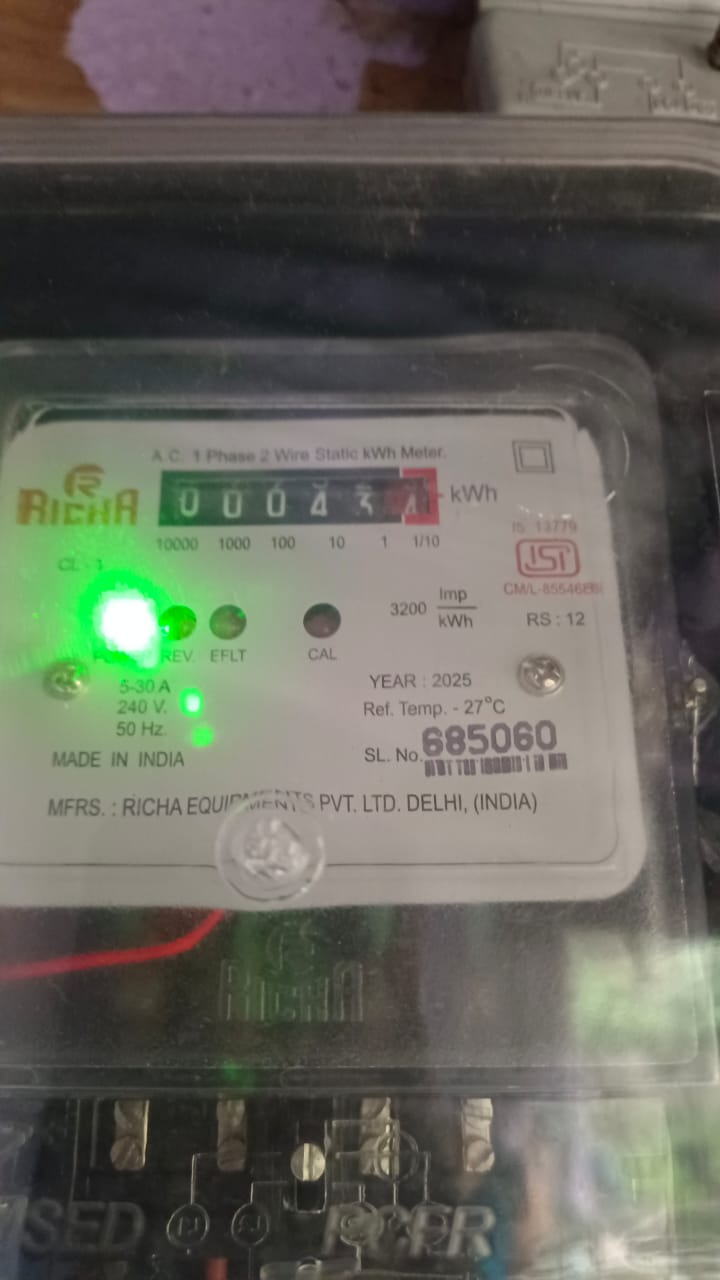 A.C. 1 Phase 2 Wire Static kWh Meter.
RICHA
0 0 0 4 3
kWh
10000 1000 100 10 1 1/10
IS 13779
ISI
CL - 1
CM/L-8554685
3200 Imp/kWh
RS : 12
REV. EFLT CAL
5-30 A
240 V.
50 Hz.
YEAR : 2025
Ref. Temp. - 27°C
SL. No. 685060
MADE IN INDIA
MFRS. : RICHA EQUIPMENTS PVT. LTD. DELHI, (INDIA)
RICHA